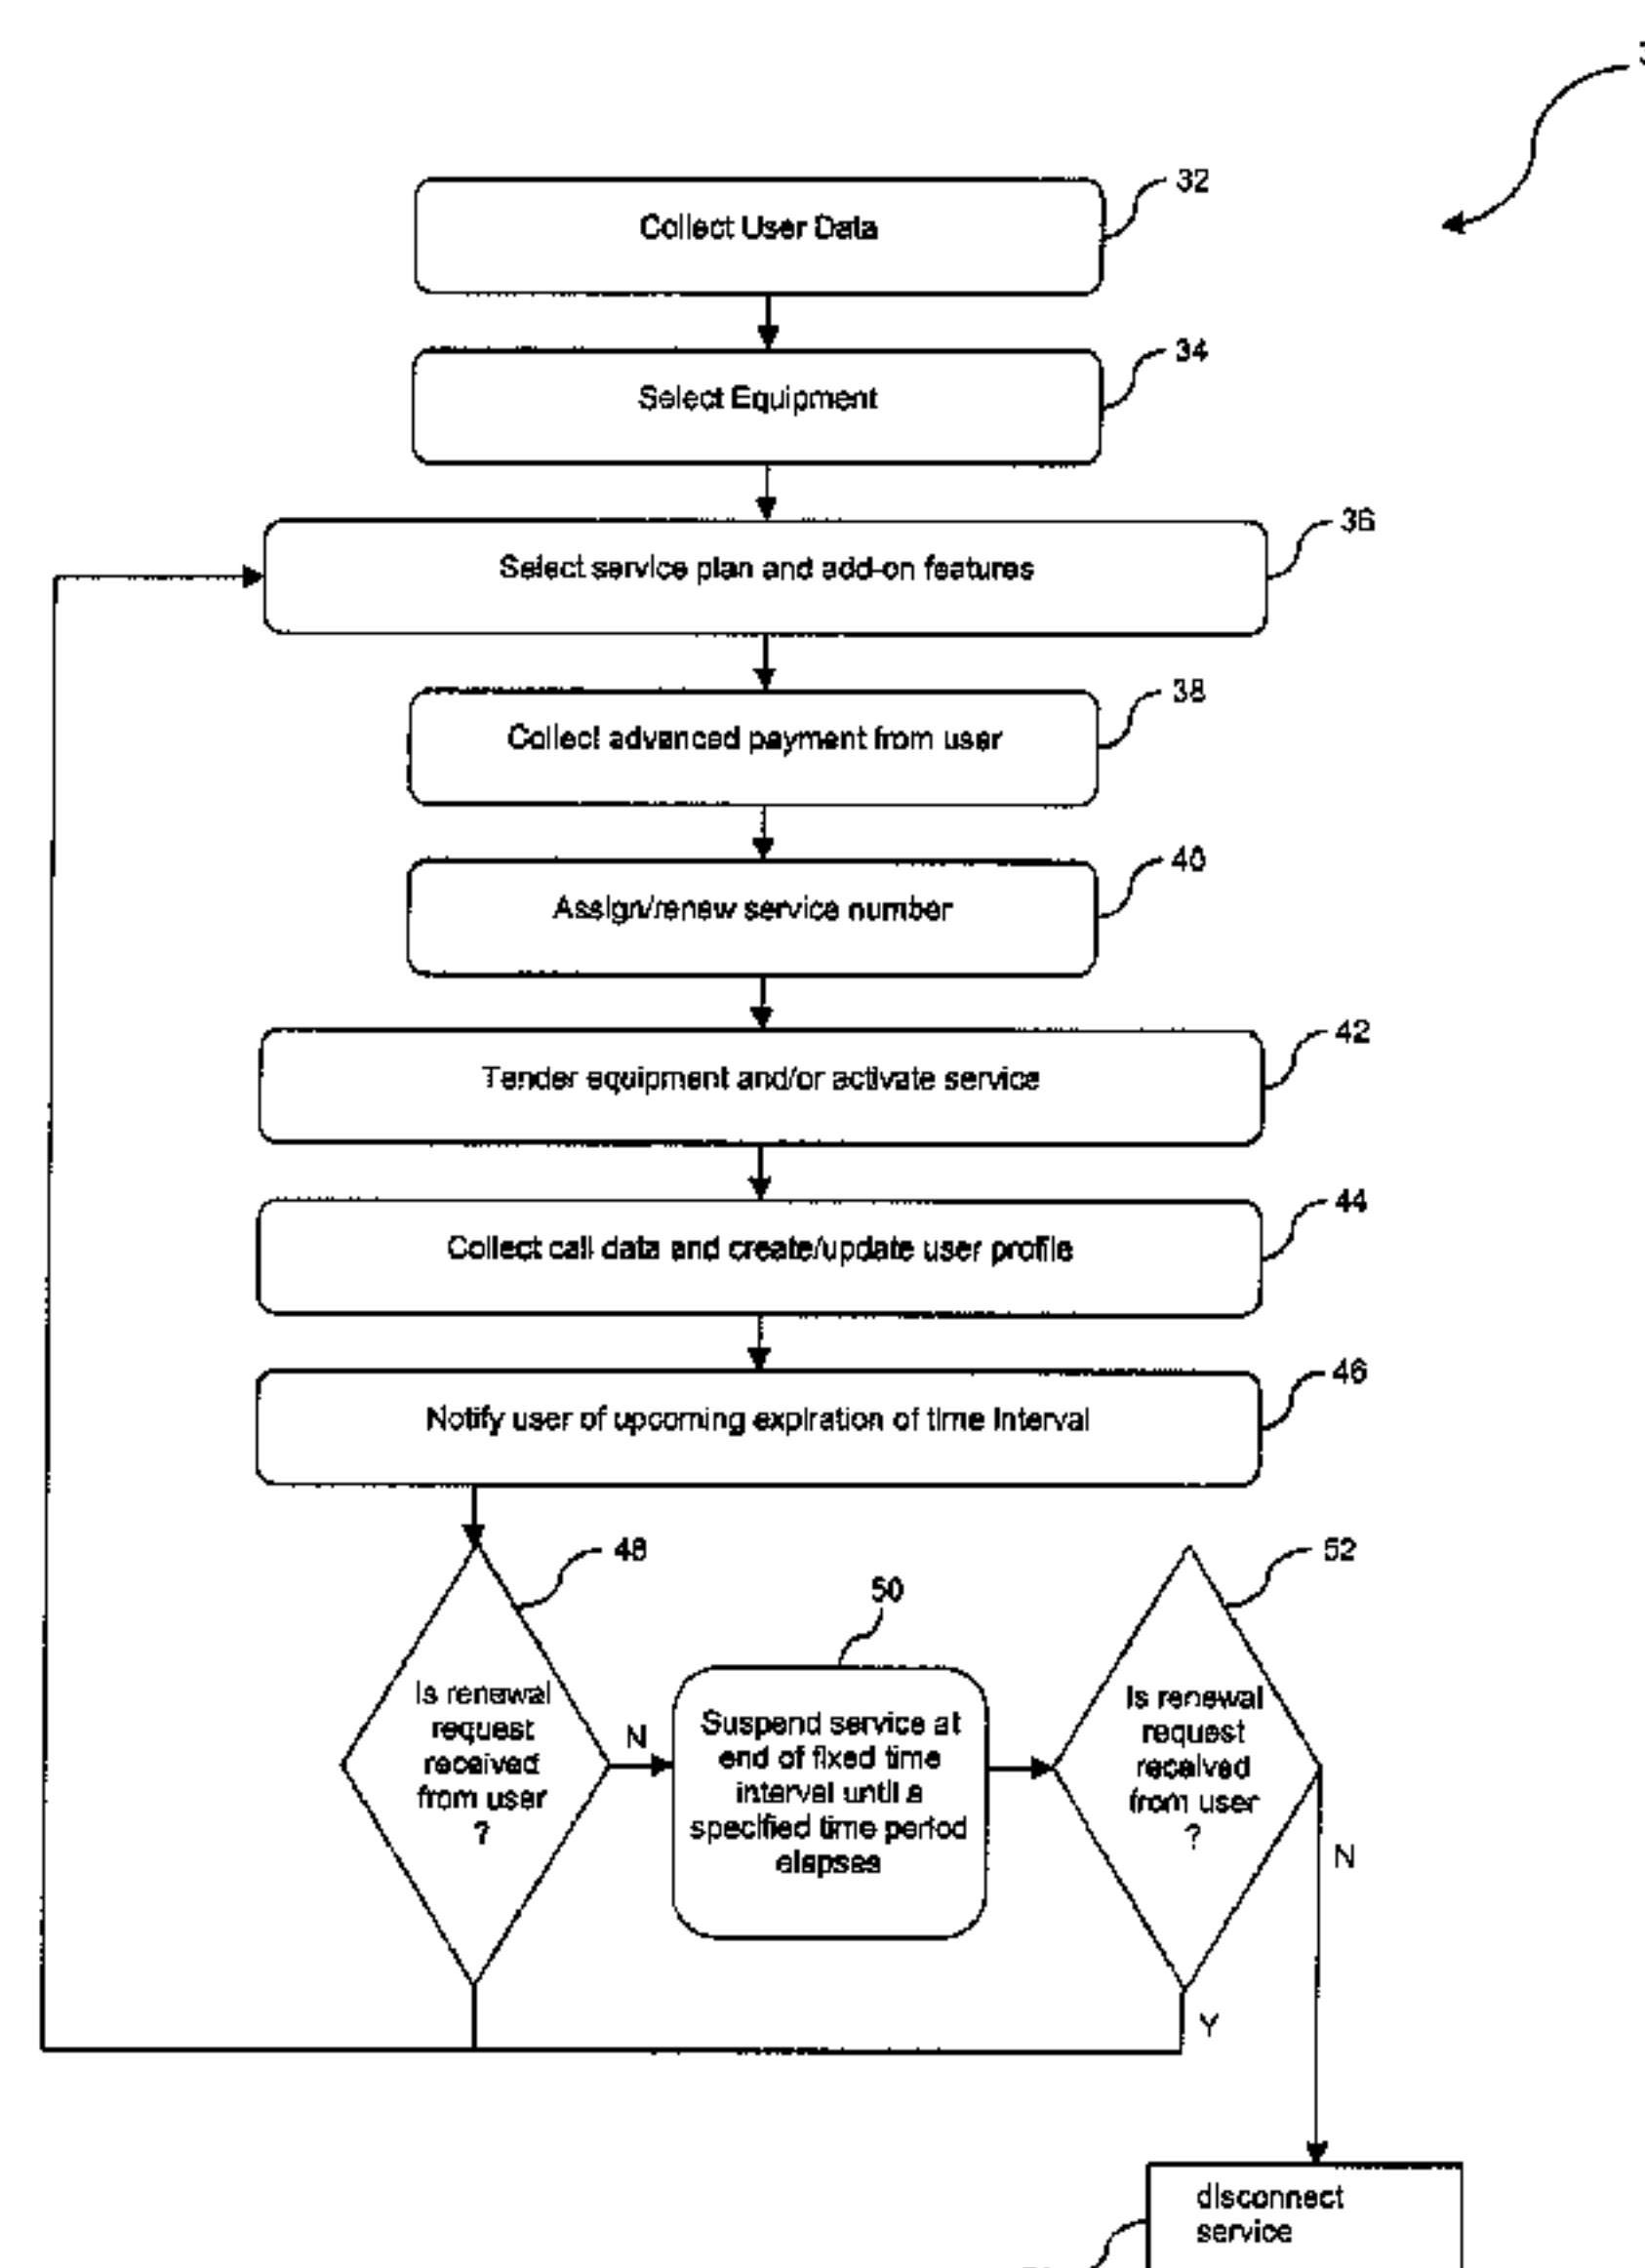 32
Collect User Data
34
Select Equipment
36
Select service plan and add-on features
38
Collect advanced payment from user
40
Assign/renew service number
42
Tender equipment and/or activate service
44
Collect call data and create/update user profile
46
Notify user of upcoming expiration of time interval
48
Is renewal
request
received
from user
?
N
50
Suspend service at
end of fixed time
interval until a
specified time period
elapses
52
Is renewal
request
received
from user
?
N
Y
disconnect
service